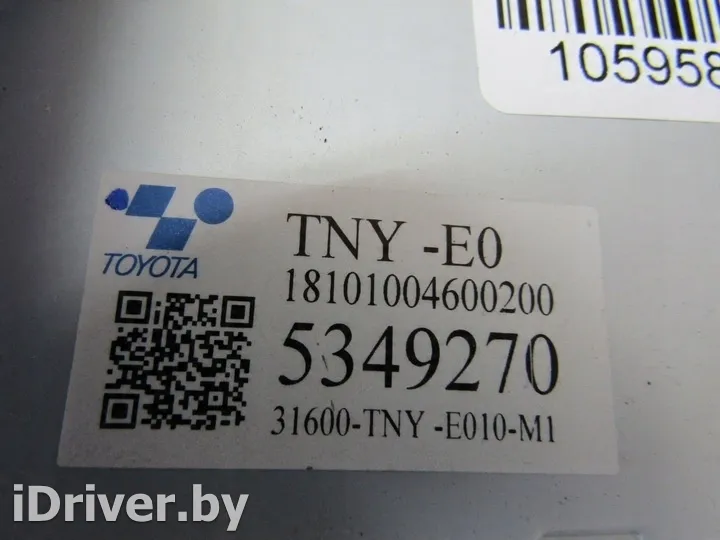 105958
TNY -E0
TOYOTA
18101004600200
5349270
31600-TNY -E010-M1
iDriver.by